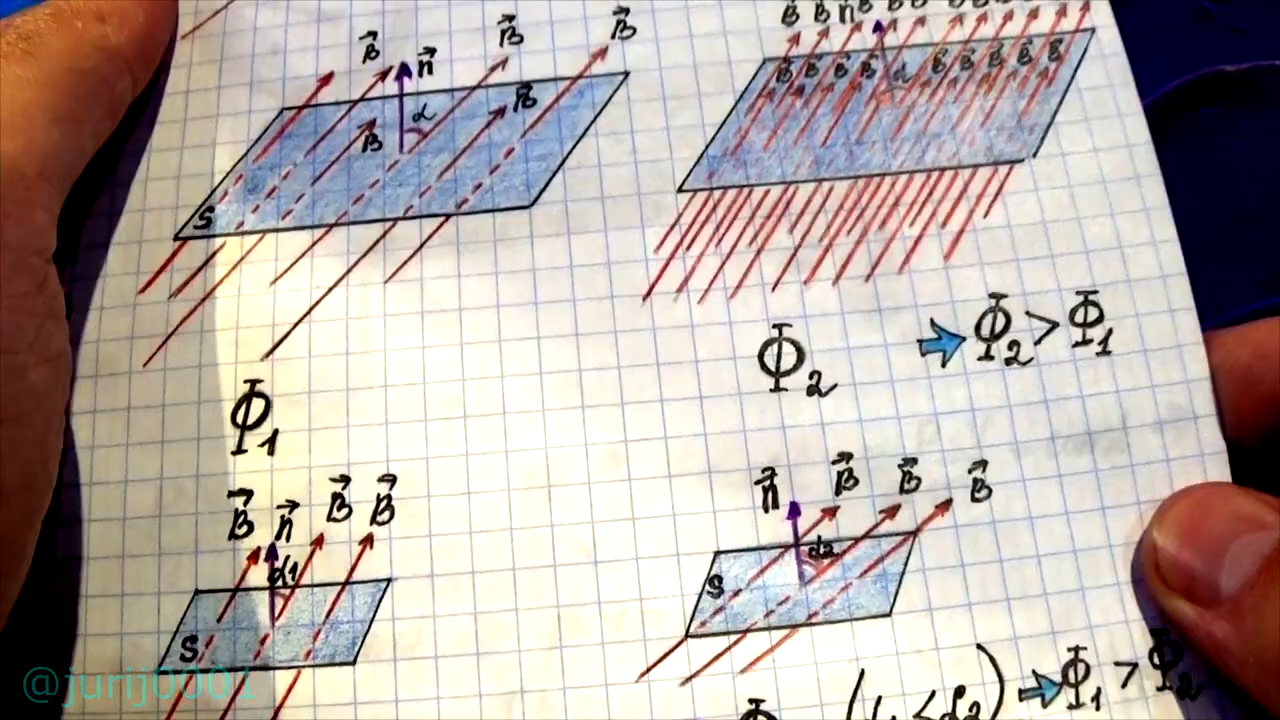 B⃗ n⃗ B⃗ B⃗
B⃗ α B⃗
S
B B n B B B B B B
B B B B α B B B B
Φ₁
Φ₂ Φ₂ > Φ₁
B⃗ n⃗ B⃗ B⃗
α1
S
n⃗ B⃗ B⃗ B⃗
α2
S
Φ (α₁ < α₂) Φ₁ > Φ₂
@jurij0001